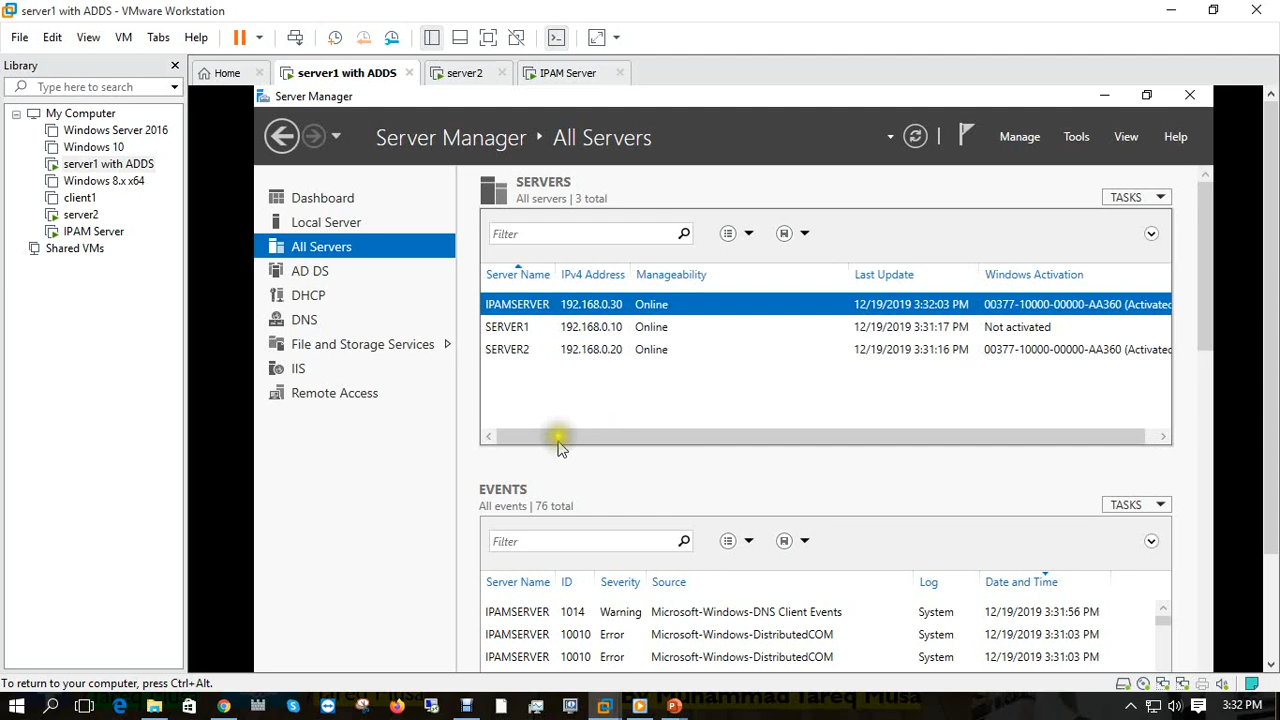 server1 with ADDS - VMware Workstation
File Edit View VM Tabs Help
Library
Type here to search
My Computer
Windows Server 2016
Windows 10
server1 with ADDS
Windows 8.x x64
client1
server2
IPAM Server
Shared VMs
Home server1 with ADDS server2 IPAM Server
Server Manager
Server Manager All Servers Manage Tools View Help
Dashboard
Local Server
All Servers
AD DS
DHCP
DNS
File and Storage Services
IIS
Remote Access
SERVERS
All servers | 3 total TASKS
Filter
Server Name IPv4 Address Manageability Last Update Windows Activation
IPAMSERVER 192.168.0.30 Online 12/19/2019 3:32:03 PM 00377-10000-00000-AA360 (Activated
SERVER1 192.168.0.10 Online 12/19/2019 3:31:17 PM Not activated
SERVER2 192.168.0.20 Online 12/19/2019 3:31:16 PM 00377-10000-00000-AA360 (Activated
EVENTS
All events | 76 total TASKS
Filter
Server Name ID Severity Source Log Date and Time
IPAMSERVER 1014 Warning Microsoft-Windows-DNS Client Events System 12/19/2019 3:31:56 PM
IPAMSERVER 10010 Error Microsoft-Windows-DistributedCOM System 12/19/2019 3:31:03 PM
IPAMSERVER 10010 Error Microsoft-Windows-DistributedCOM System 12/19/2019 3:31:03 PM
To return to your computer, press Ctrl+Alt.
By Muhammad Tareq Musa
3:32 PM